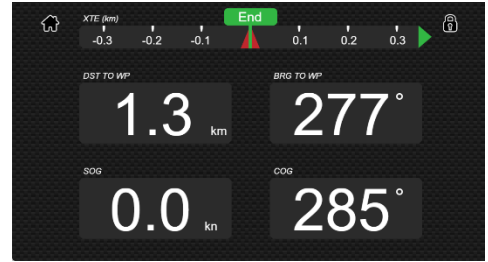 End
XTE (km)
-0.3 -0.2 -0.1 0.1 0.2 0.3
DST TO WP
1.3 km
BRG TO WP
277°
SOG
0.0 kn
COG
285°